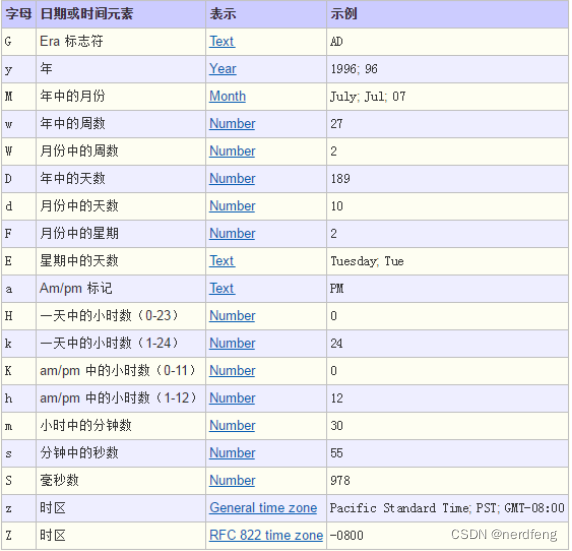 字母 日期或时间元素 表示 示例
G Era 标志符 Text AD
y 年 Year 1996; 96
M 年中的月份 Month July; Jul; 07
w 年中的周数 Number 27
W 月份中的周数 Number 2
D 年中的天数 Number 189
d 月份中的天数 Number 10
F 月份中的星期 Number 2
E 星期中的天数 Text Tuesday; Tue
a Am/pm 标记 Text PM
H 一天中的小时数（0-23） Number 0
k 一天中的小时数（1-24） Number 24
K am/pm 中的小时数（0-11） Number 0
h am/pm 中的小时数（1-12） Number 12
m 小时中的分钟数 Number 30
s 分钟中的秒数 Number 55
S 毫秒数 Number 978
z 时区 General time zone Pacific Standard Time; PST; GMT-08:00
Z 时区 RFC 822 time zone -0800
CSDN @nerdfeng